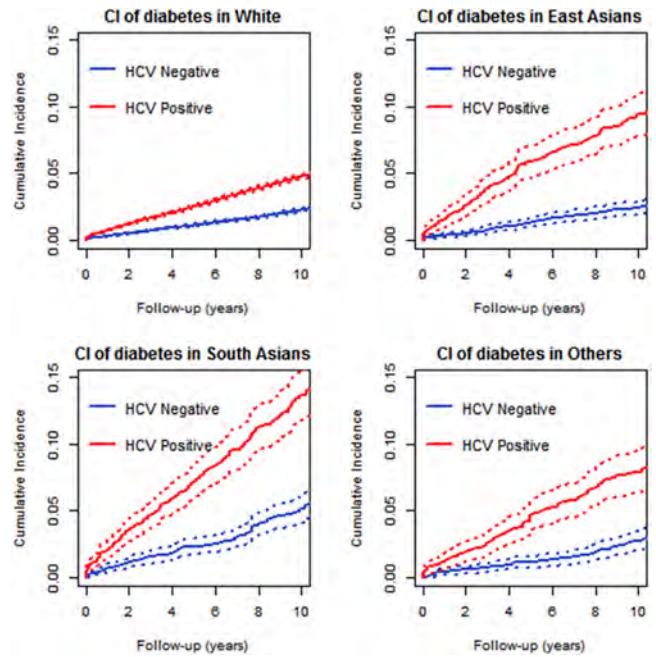 CI of diabetes in White
0.15
0.10
0.05
0.00
Cumulative Incidence
HCV Negative
HCV Positive
0 2 4 6 8 10
Follow-up (years)
CI of diabetes in East Asians
0.15
0.10
0.05
0.00
Cumulative Incidence
HCV Negative
HCV Positive
0 2 4 6 8 10
Follow-up (years)
CI of diabetes in South Asians
0.15
0.10
0.05
0.00
Cumulative Incidence
HCV Negative
HCV Positive
0 2 4 6 8 10
Follow-up (years)
CI of diabetes in Others
0.15
0.10
0.05
0.00
Cumulative Incidence
HCV Negative
HCV Positive
0 2 4 6 8 10
Follow-up (years)